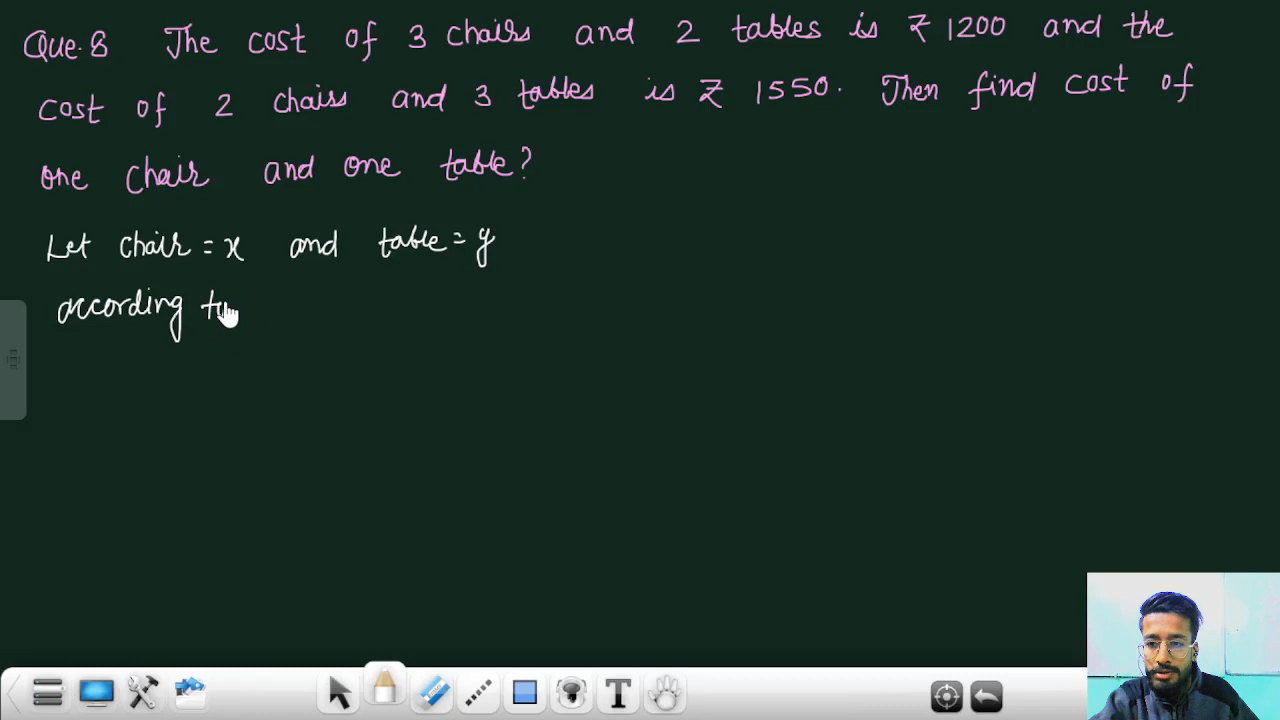 Que.8 The cost of 3 chairs and 2 tables is ₹ 1200 and the
cost of 2 chairs and 3 tables is ₹ 1550. Then find cost of
one chair and one table?
Let chair = x and table = y
according to
T